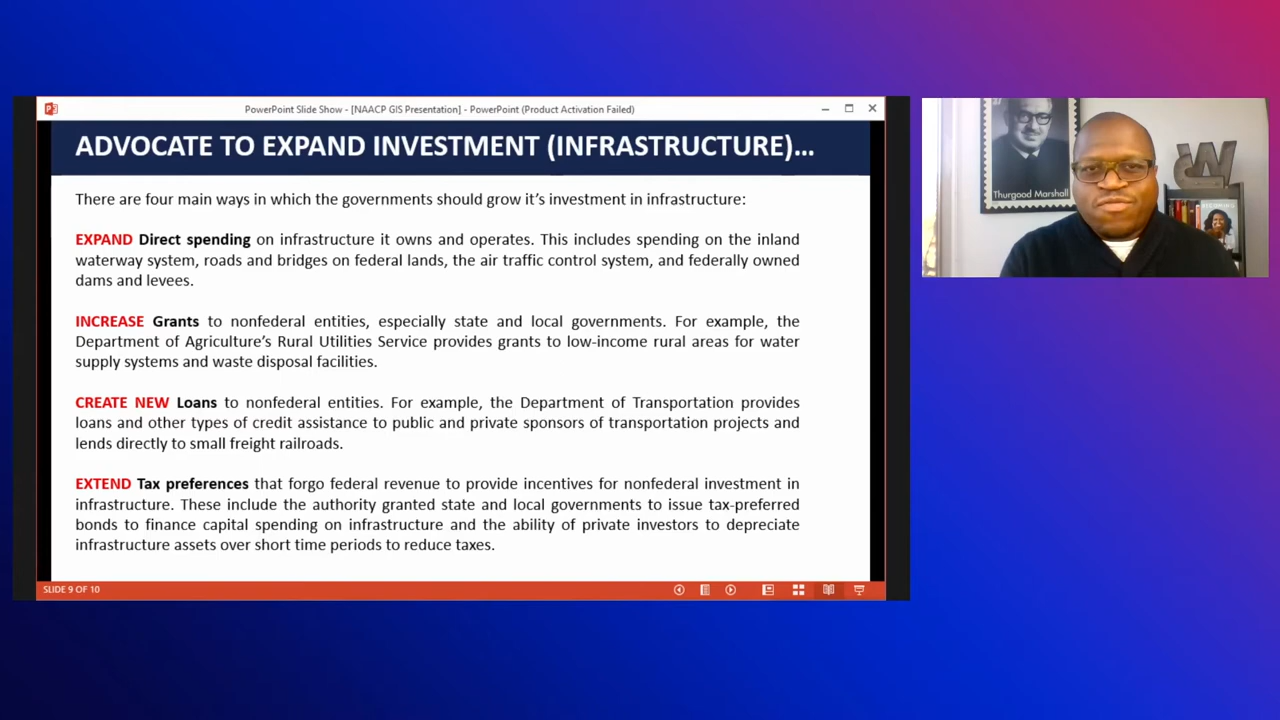 PowerPoint Slide Show - [NAACP GIS Presentation] - PowerPoint (Product Activation Failed)
ADVOCATE TO EXPAND INVESTMENT (INFRASTRUCTURE)...
There are four main ways in which the governments should grow it's investment in infrastructure:
EXPAND Direct spending on infrastructure it owns and operates. This includes spending on the inland
waterway system, roads and bridges on federal lands, the air traffic control system, and federally owned
dams and levees.
INCREASE Grants to nonfederal entities, especially state and local governments. For example, the
Department of Agriculture's Rural Utilities Service provides grants to low-income rural areas for water
supply systems and waste disposal facilities.
CREATE NEW Loans to nonfederal entities. For example, the Department of Transportation provides
loans and other types of credit assistance to public and private sponsors of transportation projects and
lends directly to small freight railroads.
EXTEND Tax preferences that forgo federal revenue to provide incentives for nonfederal investment in
infrastructure. These include the authority granted state and local governments to issue tax-preferred
bonds to finance capital spending on infrastructure and the ability of private investors to depreciate
infrastructure assets over short time periods to reduce taxes.
SLIDE 9 OF 10
Thurgood Marshall
BECOMING